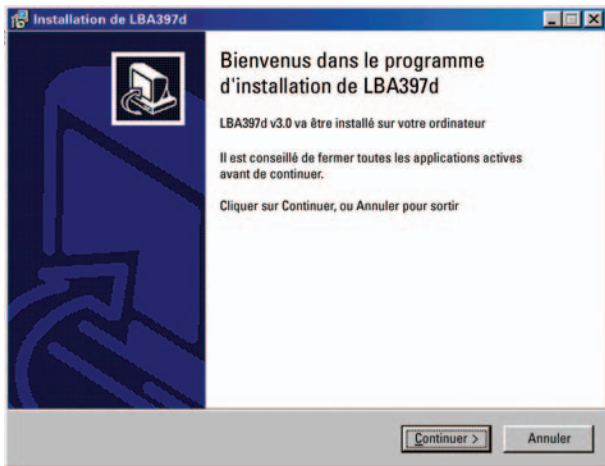 Installation de LBA397d
Bienvenus dans le programme
d'installation de LBA397d
LBA397d v3.0 va être installé sur votre ordinateur
Il est conseillé de fermer toutes les applications actives
avant de continuer.
Cliquer sur Continuer, ou Annuler pour sortir
Continuer >
Annuler